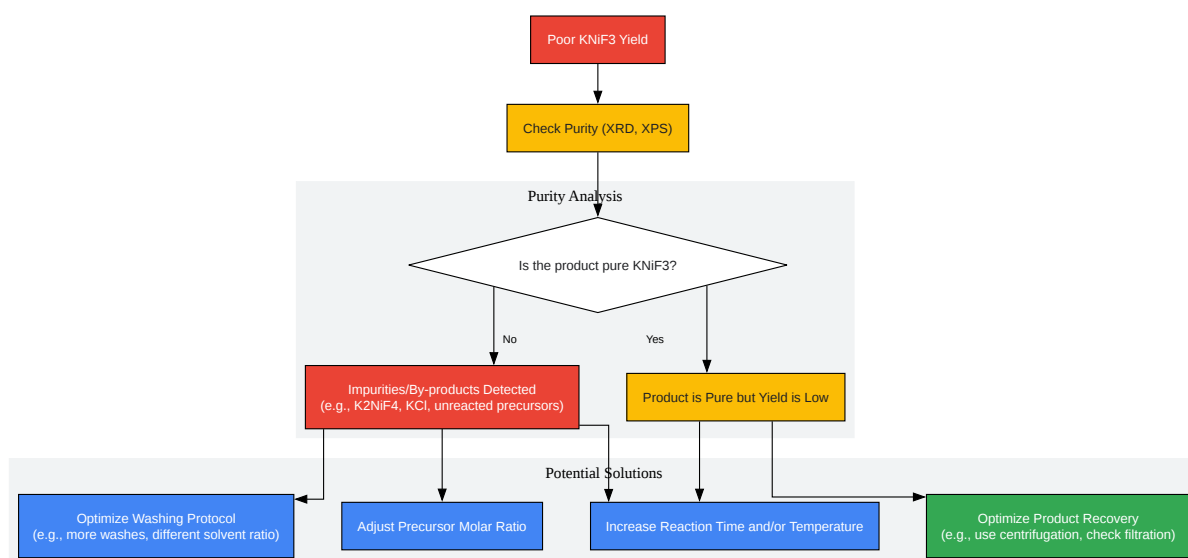 Poor KNiF3 Yield
Check Purity (XRD, XPS)
Purity Analysis
Is the product pure KNiF3?
No
Yes
Impurities/By-products Detected
(e.g., K2NiF4, KCl, unreacted precursors)
Product is Pure but Yield is Low
Potential Solutions
Optimize Washing Protocol
(e.g., more washes, different solvent ratio)
Adjust Precursor Molar Ratio
Increase Reaction Time and/or Temperature
Optimize Product Recovery
(e.g., use centrifugation, check filtration)